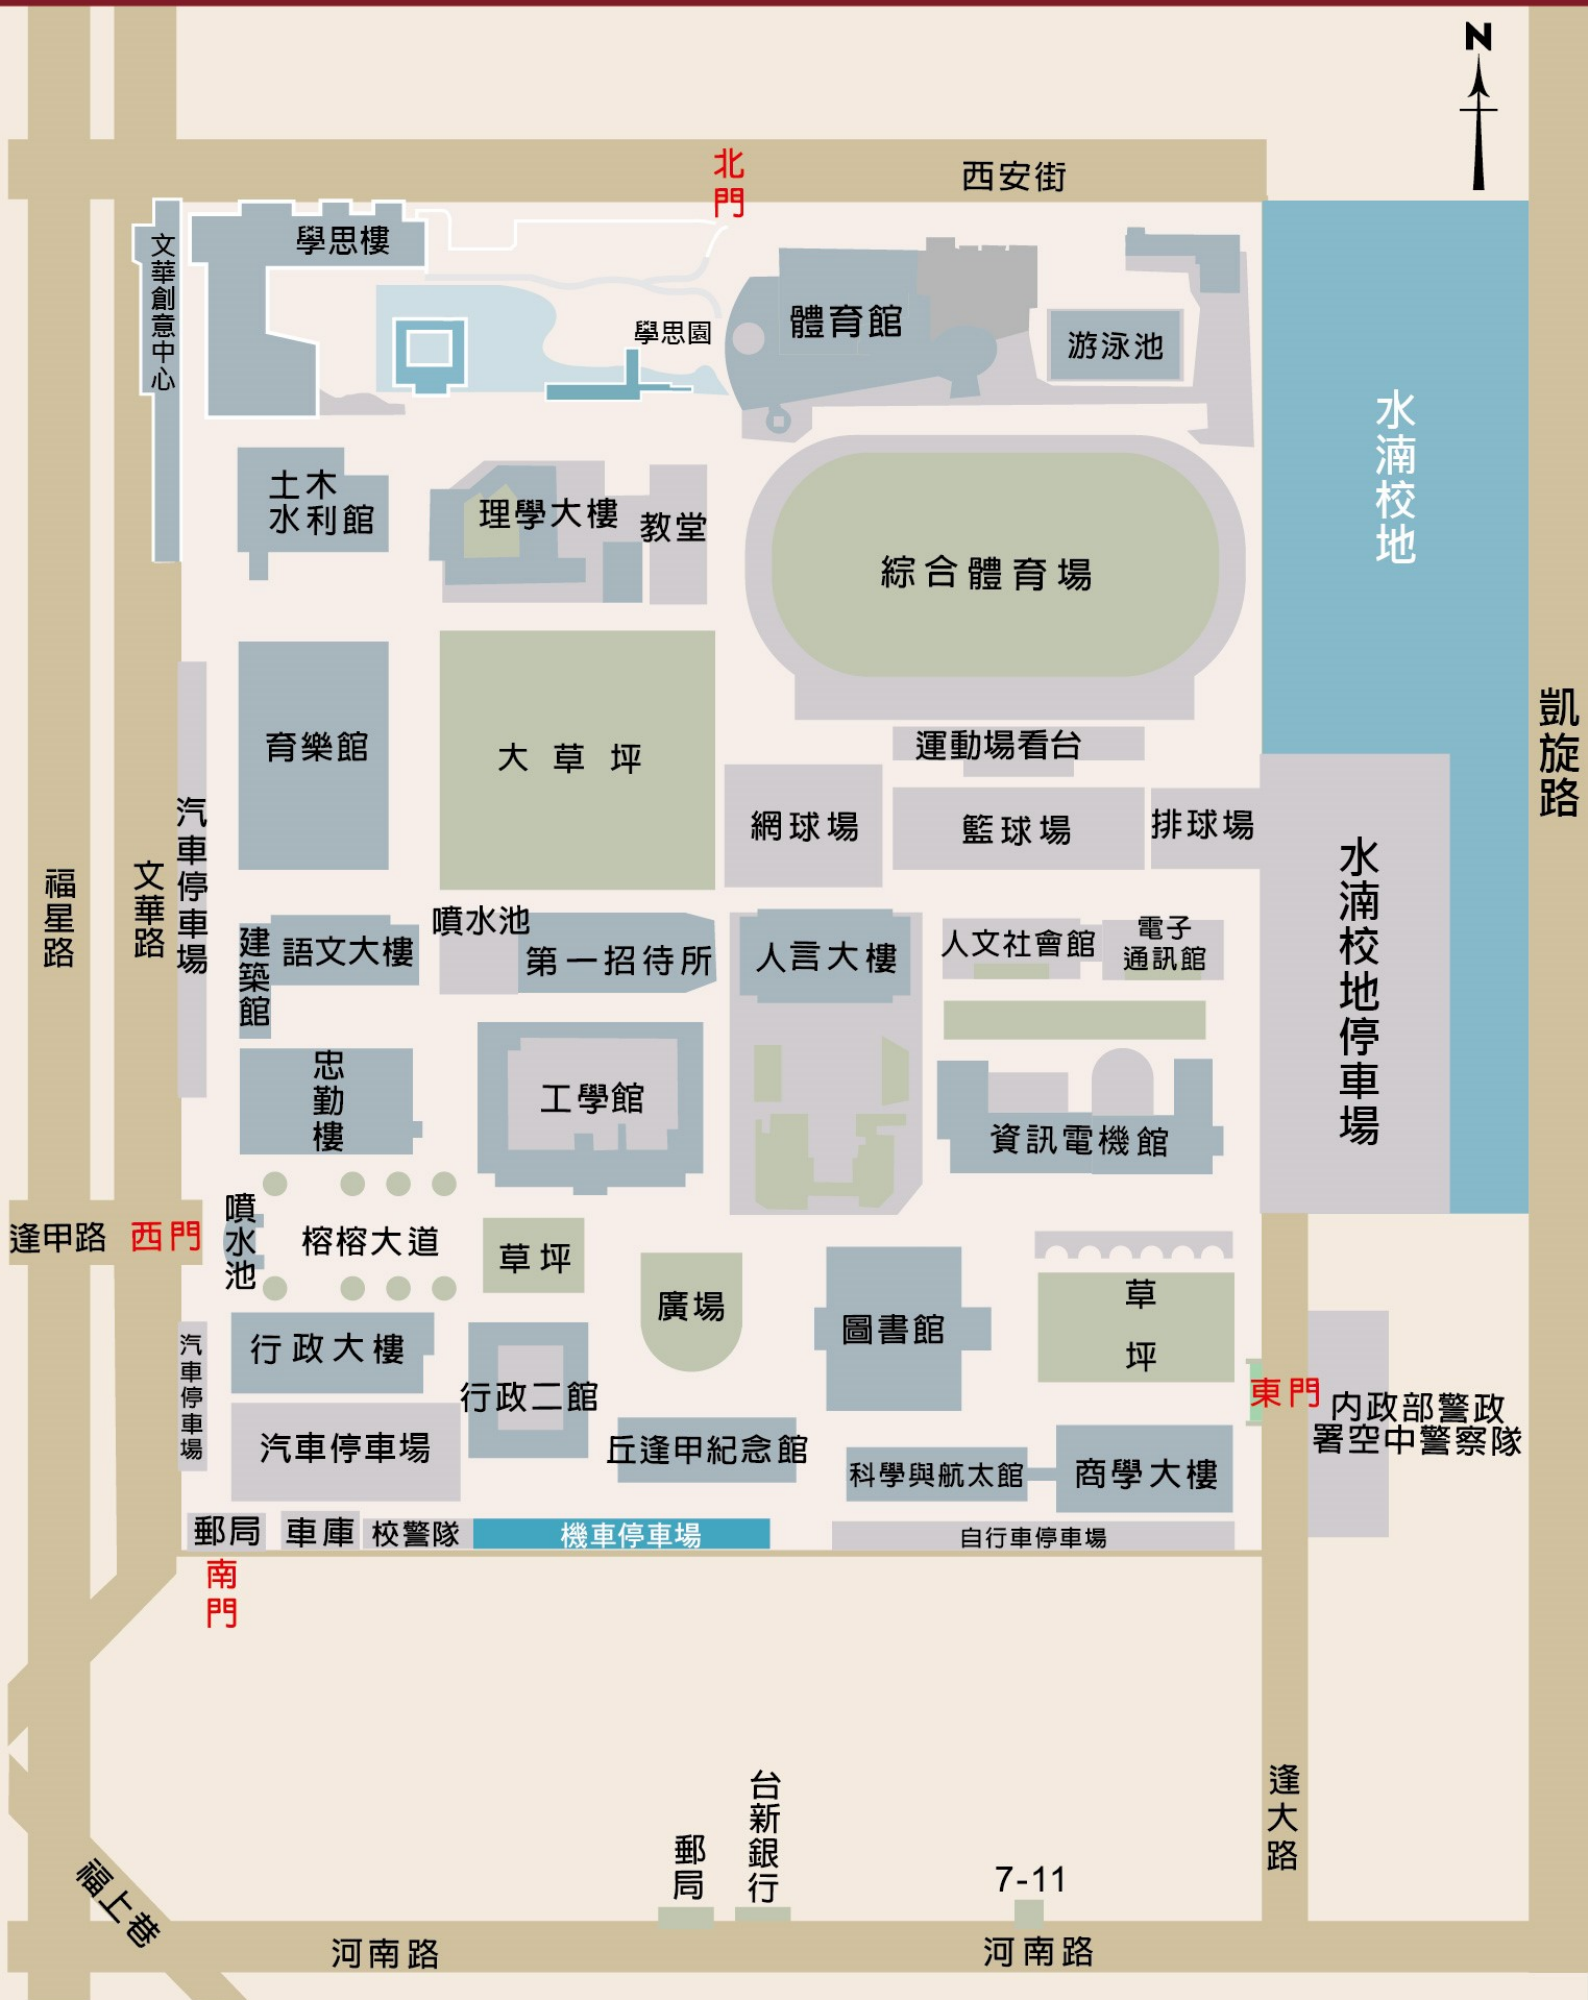 N
北門
西安街
文華創意中心
學思樓
學思園
體育館
游泳池
水湳校地
土木
水利館
理學大樓
教堂
綜合體育場
育樂館
大草坪
運動場看台
網球場
籃球場
排球場
凱旋路
福星路
文華路
汽車停車場
水湳校地停車場
建築館
語文大樓
噴水池
第一招待所
人言大樓
人文社會館
電子
通訊館
忠勤樓
工學館
資訊電機館
逢甲路
西門
噴水池
榕榕大道
草坪
廣場
圖書館
草坪
汽車停車場
行政大樓
行政二館
東門
內政部警政
署空中警察隊
汽車停車場
丘逢甲紀念館
科學與航太館
商學大樓
郵局
車庫
校警隊
機車停車場
自行車停車場
南門
逢大路
郵局
台新銀行
7-11
福上巷
河南路
河南路